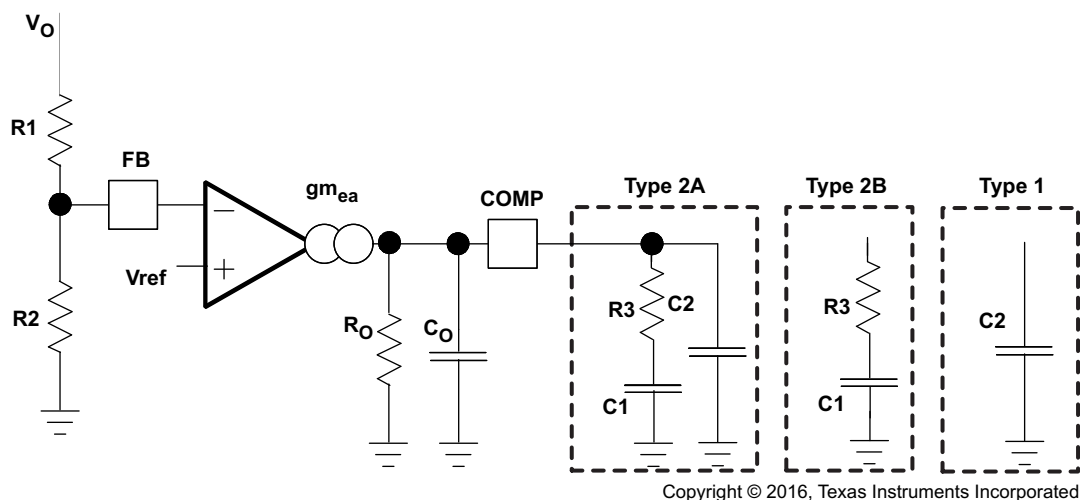 VO
R1
FB
gmea
COMP
Type 2A
Type 2B
Type 1
Vref
R2
RO
CO
R3
C2
C1
R3
C1
C2
Copyright © 2016, Texas Instruments Incorporated